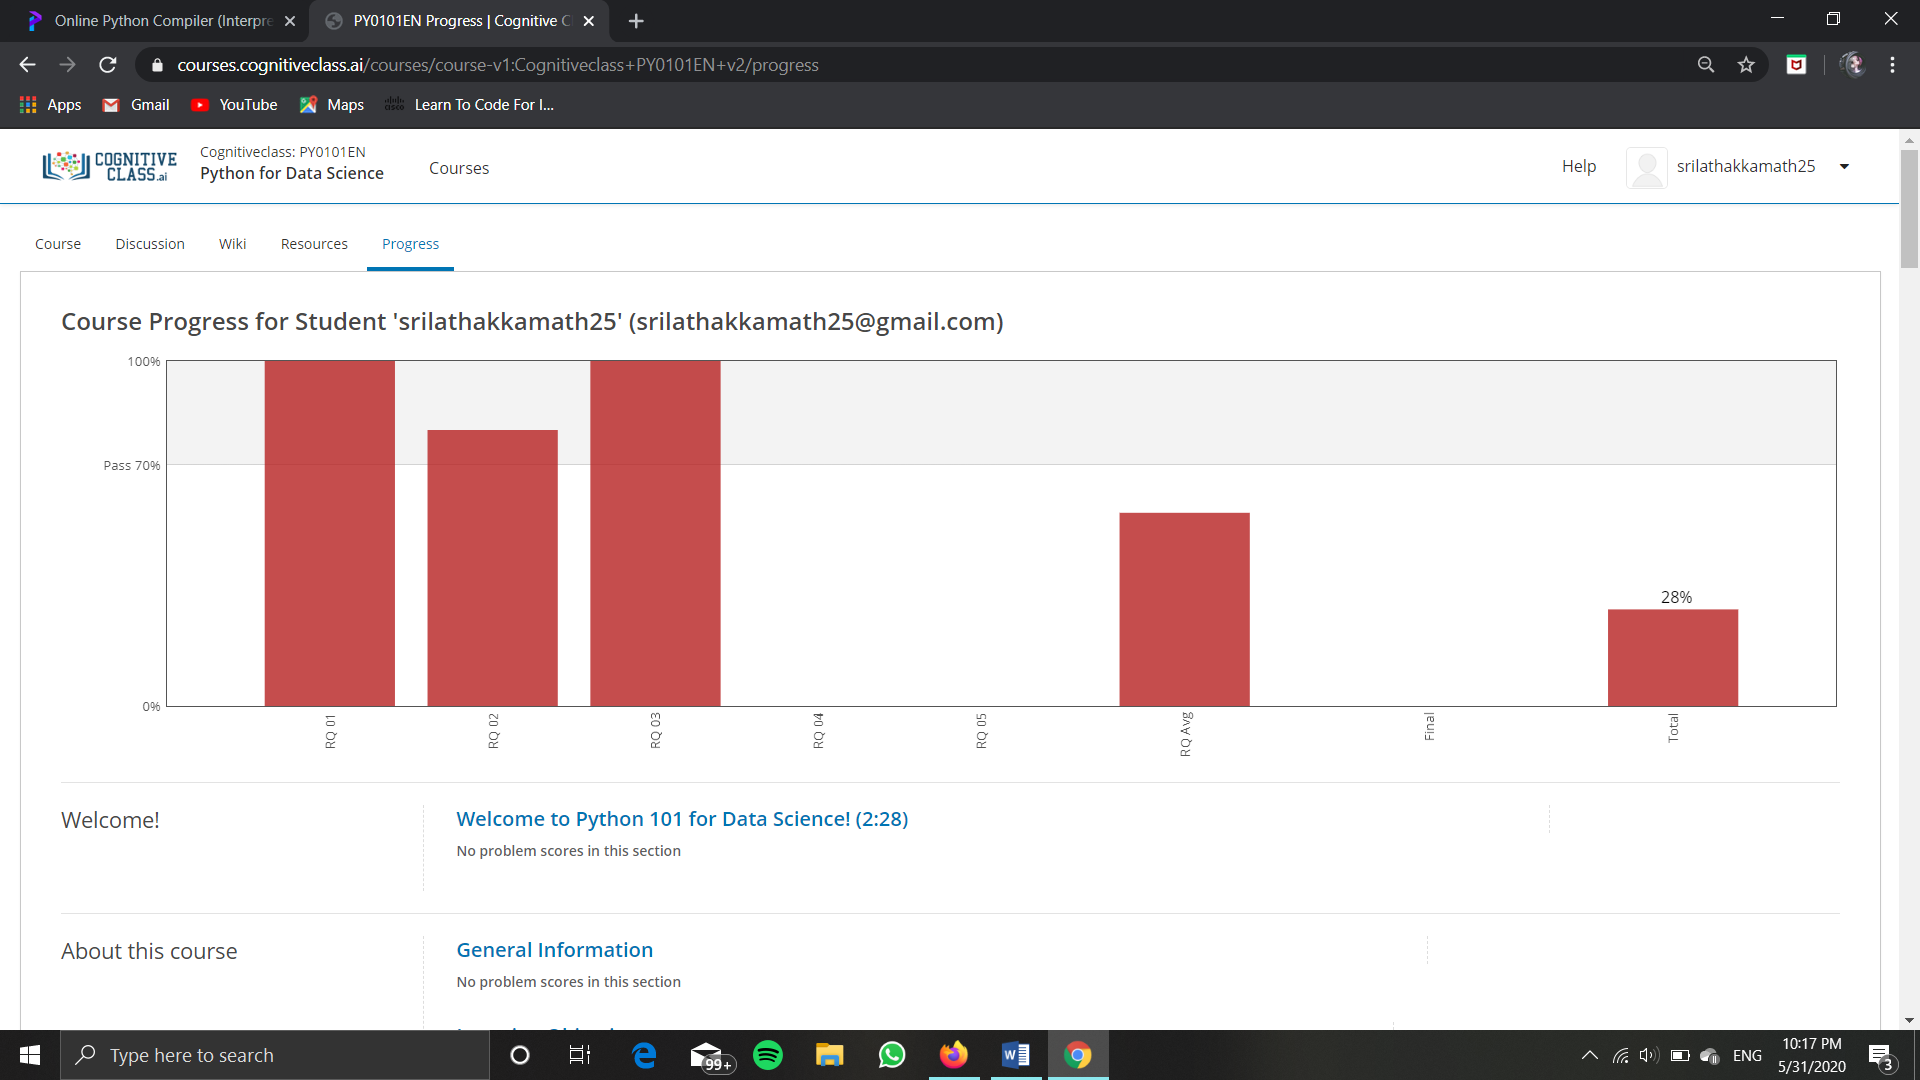 Online Python Compiler (Interpre
PY0101EN Progress | Cognitive C
courses.cognitiveclass.ai/courses/course-v1:Cognitiveclass+PY0101EN+v2/progress
Apps
Gmail
YouTube
Maps
Learn To Code For I...
COGNITIVE
CLASS.ai
Cognitiveclass: PY0101EN
Python for Data Science
Courses
Help
srilathakkamath25
Course
Discussion
Wiki
Resources
Progress
Course Progress for Student 'srilathakkamath25' (srilathakkamath25@gmail.com)
100%
Pass 70%
0%
28%
RQ 01
RQ 02
RQ 03
RQ 04
RQ 05
RQ Avg
Final
Total
Welcome!
Welcome to Python 101 for Data Science! (2:28)
No problem scores in this section
About this course
General Information
No problem scores in this section
Type here to search
99+
ENG
10:17 PM
5/31/2020
3